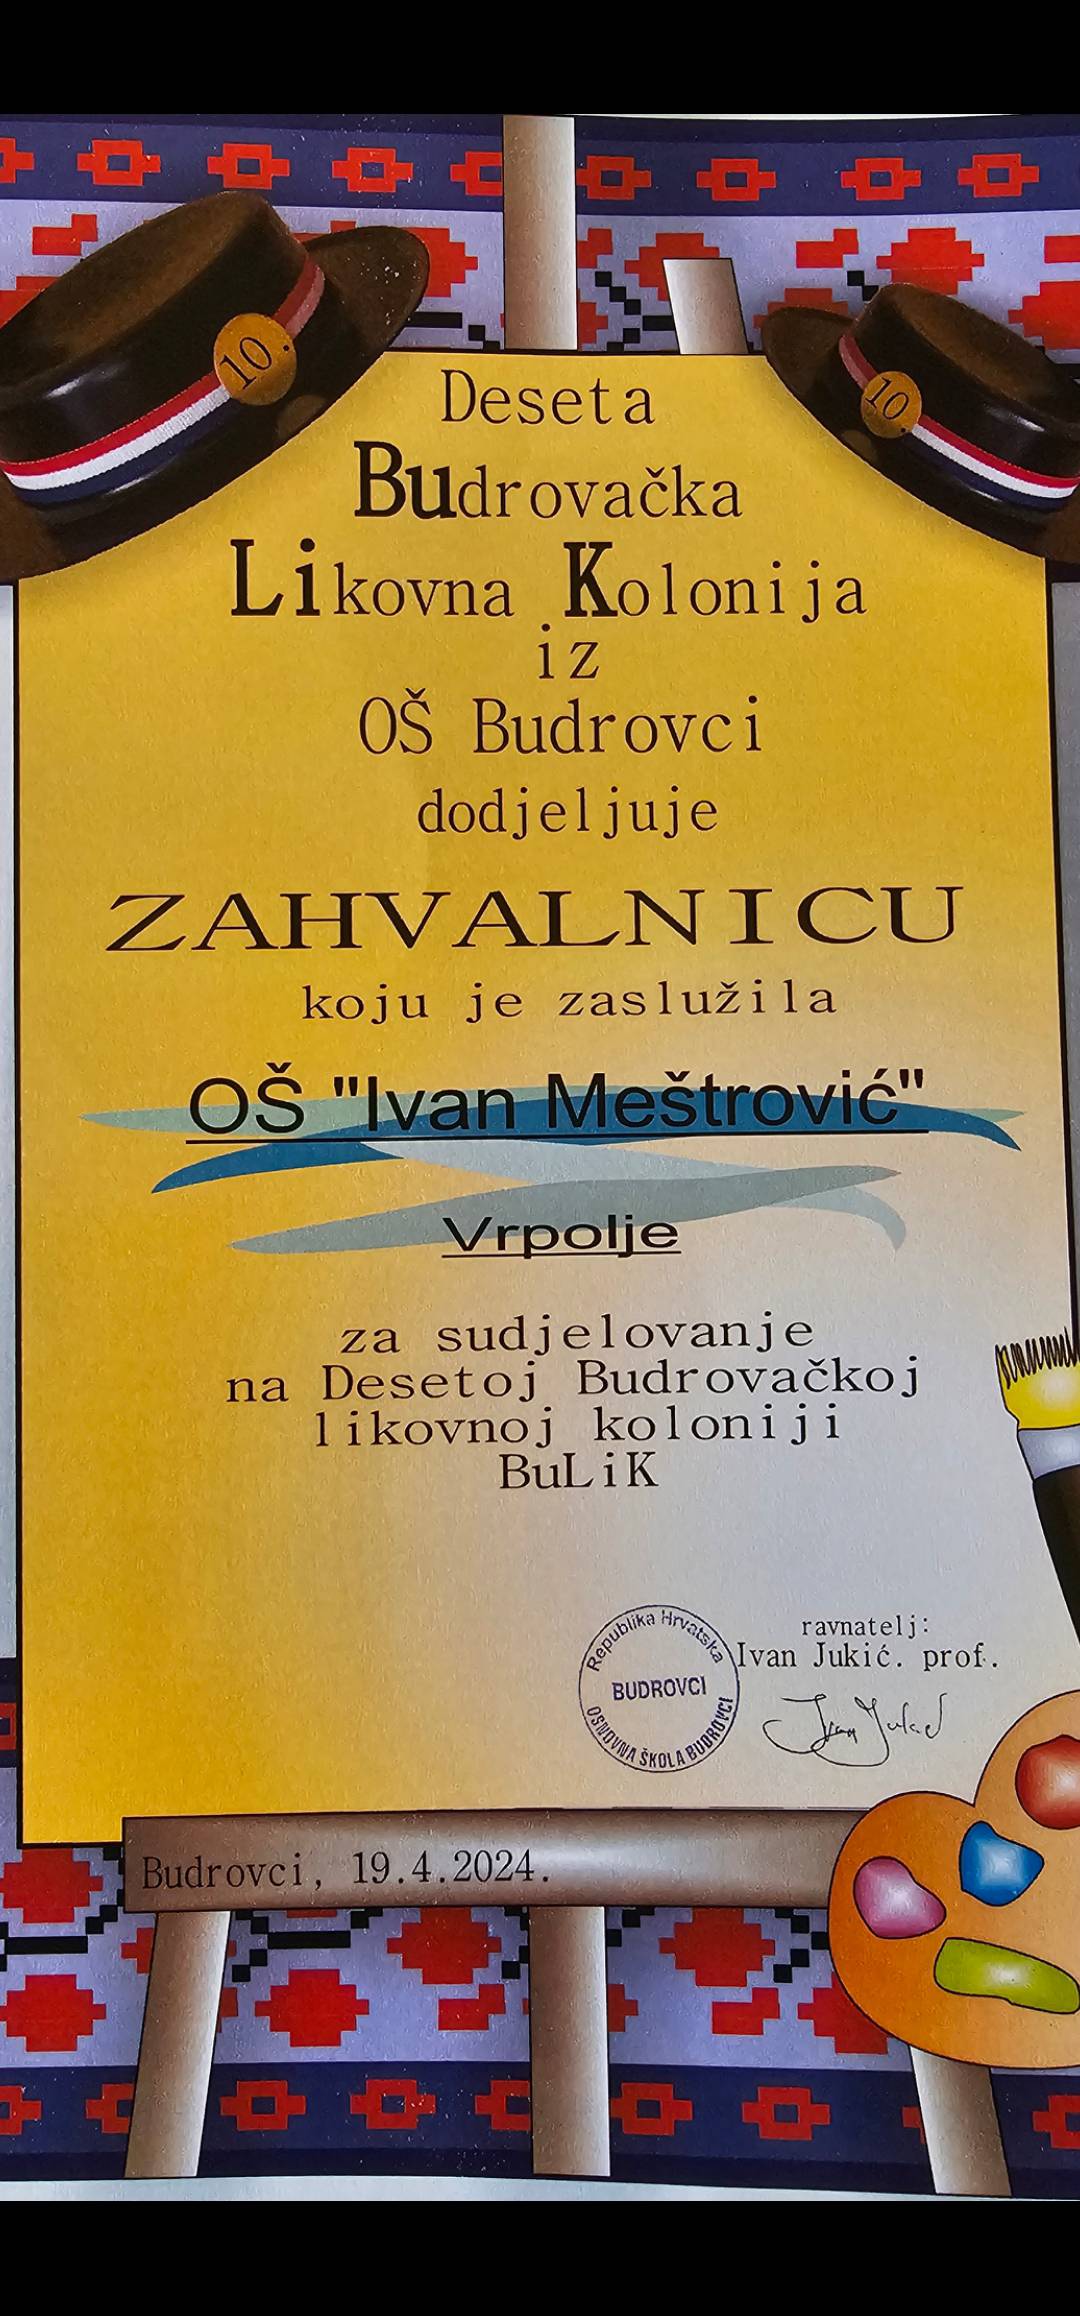 10.
10
Deseta
Budrovačka
Likovna Kolonija
iz
OŠ Budrovci
dodjeljuje
ZAHVALNICU
koju je zaslužila
OŠ "Ivan Meštrović"
Vrpolje
za sudjelovanje
na Desetoj Budrovačkoj
likovnoj koloniji
BuLiK
Republika Hrvatska
BUDROVCI
OSNOVNA ŠKOLA BUDROVCI
ravnatelj:
Ivan Jukić. prof.
Ivan Jukić
Budrovci, 19.4.2024.